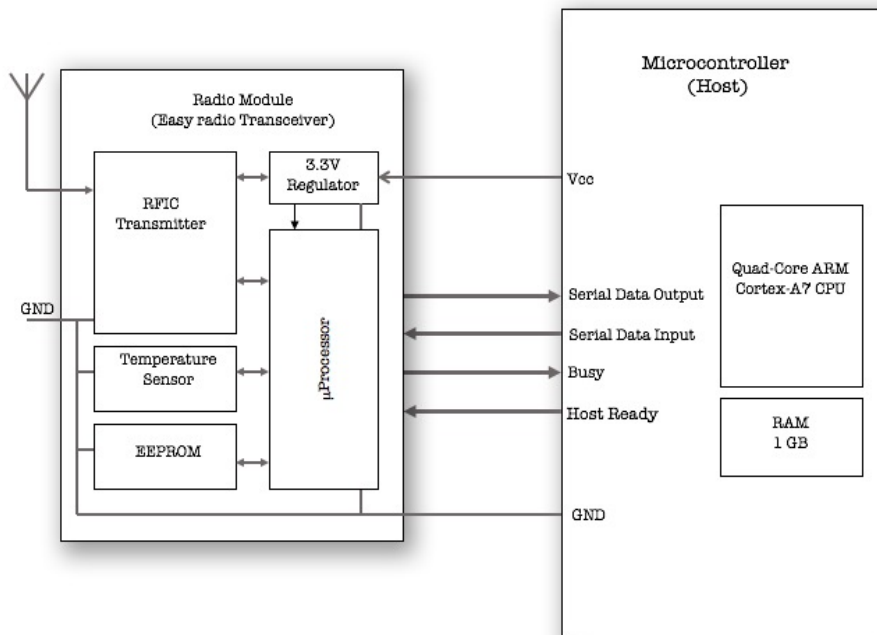 Microcontroller
(Host)
Radio Module
(Easy radio Transceiver)
3.3V
Regulator
Vcc
RFIC
Transmitter
Quad-Core ARM
Cortex-A7 CPU
Serial Data Output
GND
Serial Data Input
µProcessor
Temperature
Sensor
Busy
Host Ready
RAM
1 GB
EEPROM
GND